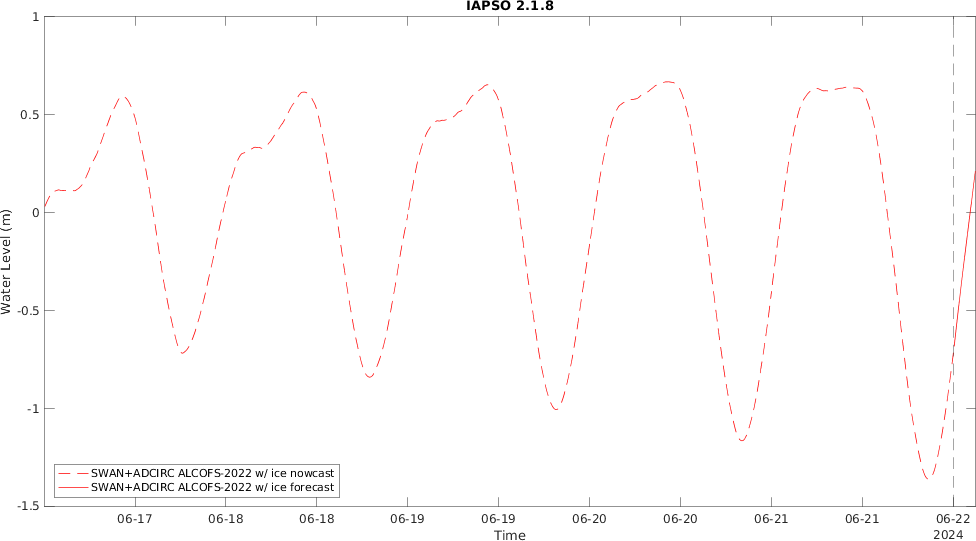 IAPSO 2.1.8
1
0.5
0
-0.5
-1
-1.5
Water Level (m)
SWAN+ADCIRC ALCOFS-2022 w/ ice nowcast
SWAN+ADCIRC ALCOFS-2022 w/ ice forecast
06-17 06-18 06-18 06-19 06-19 06-20 06-20 06-21 06-21 06-22
2024
Time